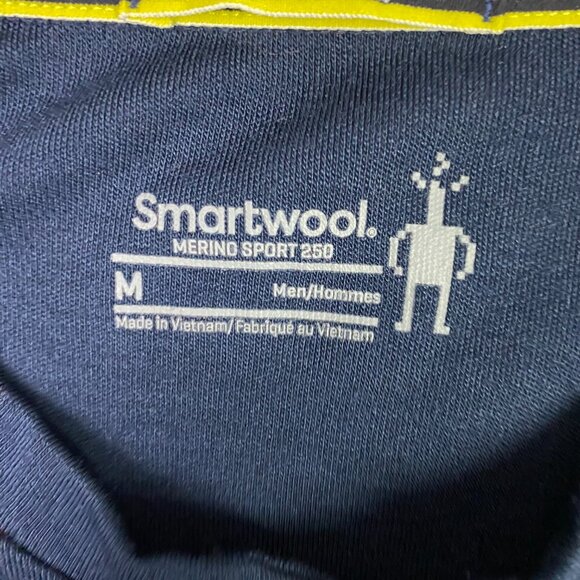 Smartwool®
MERINO SPORT 250
M Men/Hommes
Made in Vietnam/Fabriqué au Vietnam